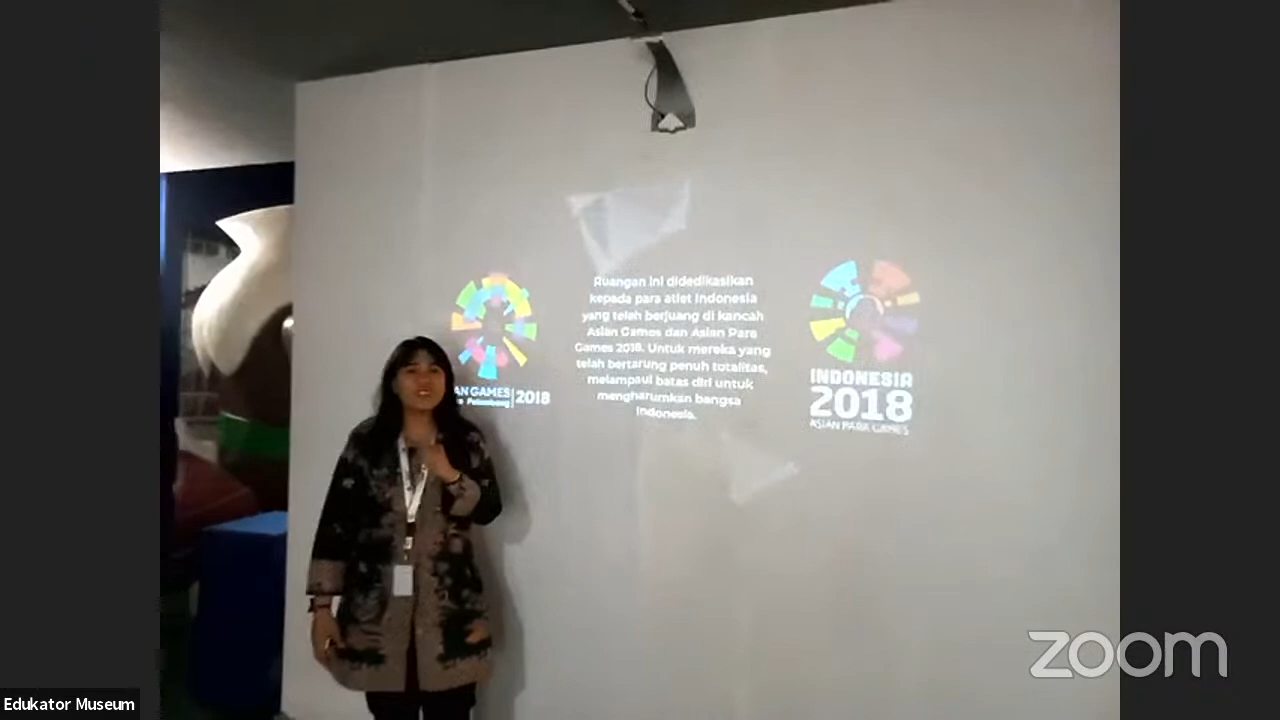 Ruangan ini didedikasikan
kepada para atlet Indonesia
yang telah berjuang di kancah
Asian Games dan Asian Para
Games 2018. Untuk mereka yang
telah bertarung penuh totalitas,
melampaui batas diri untuk
mengharumkan bangsa
Indonesia.
AN GAMES 2018
Palembang
INDONESIA
2018
ASIAN PARA GAMES
zoom
Edukator Museum